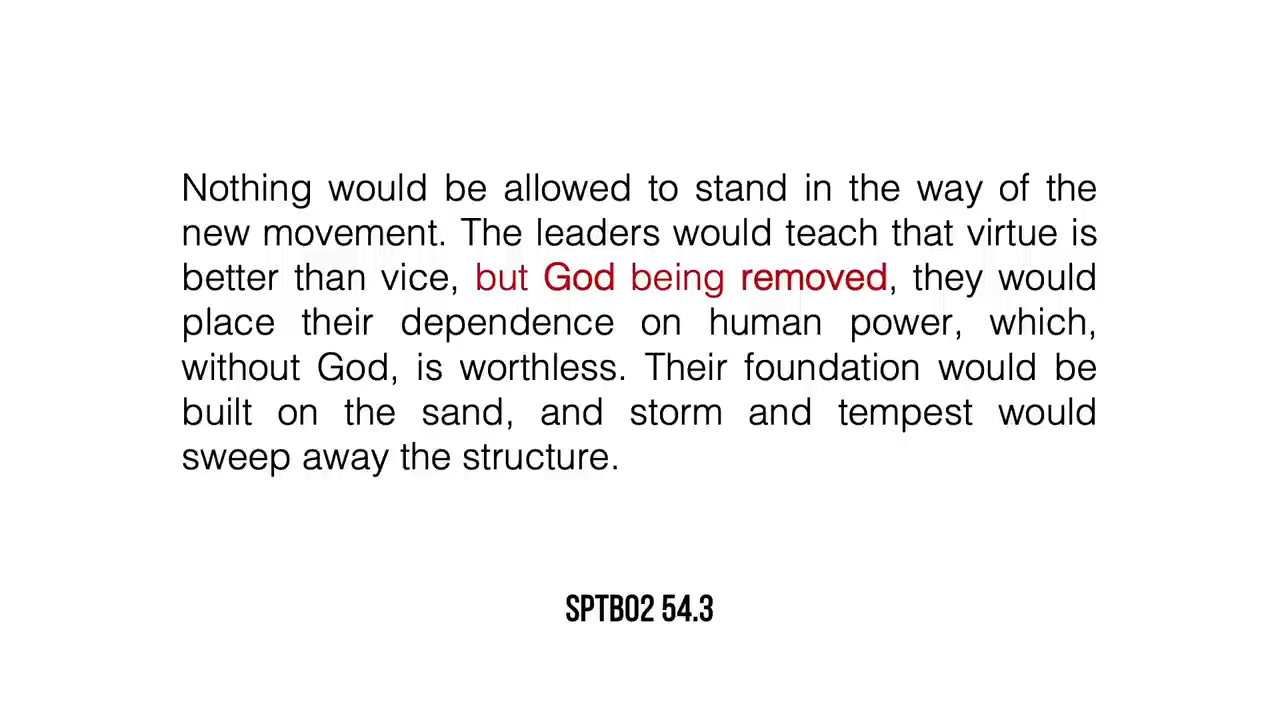 Nothing would be allowed to stand in the way of the
new movement. The leaders would teach that virtue is
better than vice, but God being removed, they would
place their dependence on human power, which,
without God, is worthless. Their foundation would be
built on the sand, and storm and tempest would
sweep away the structure.
SPTB02 54.3